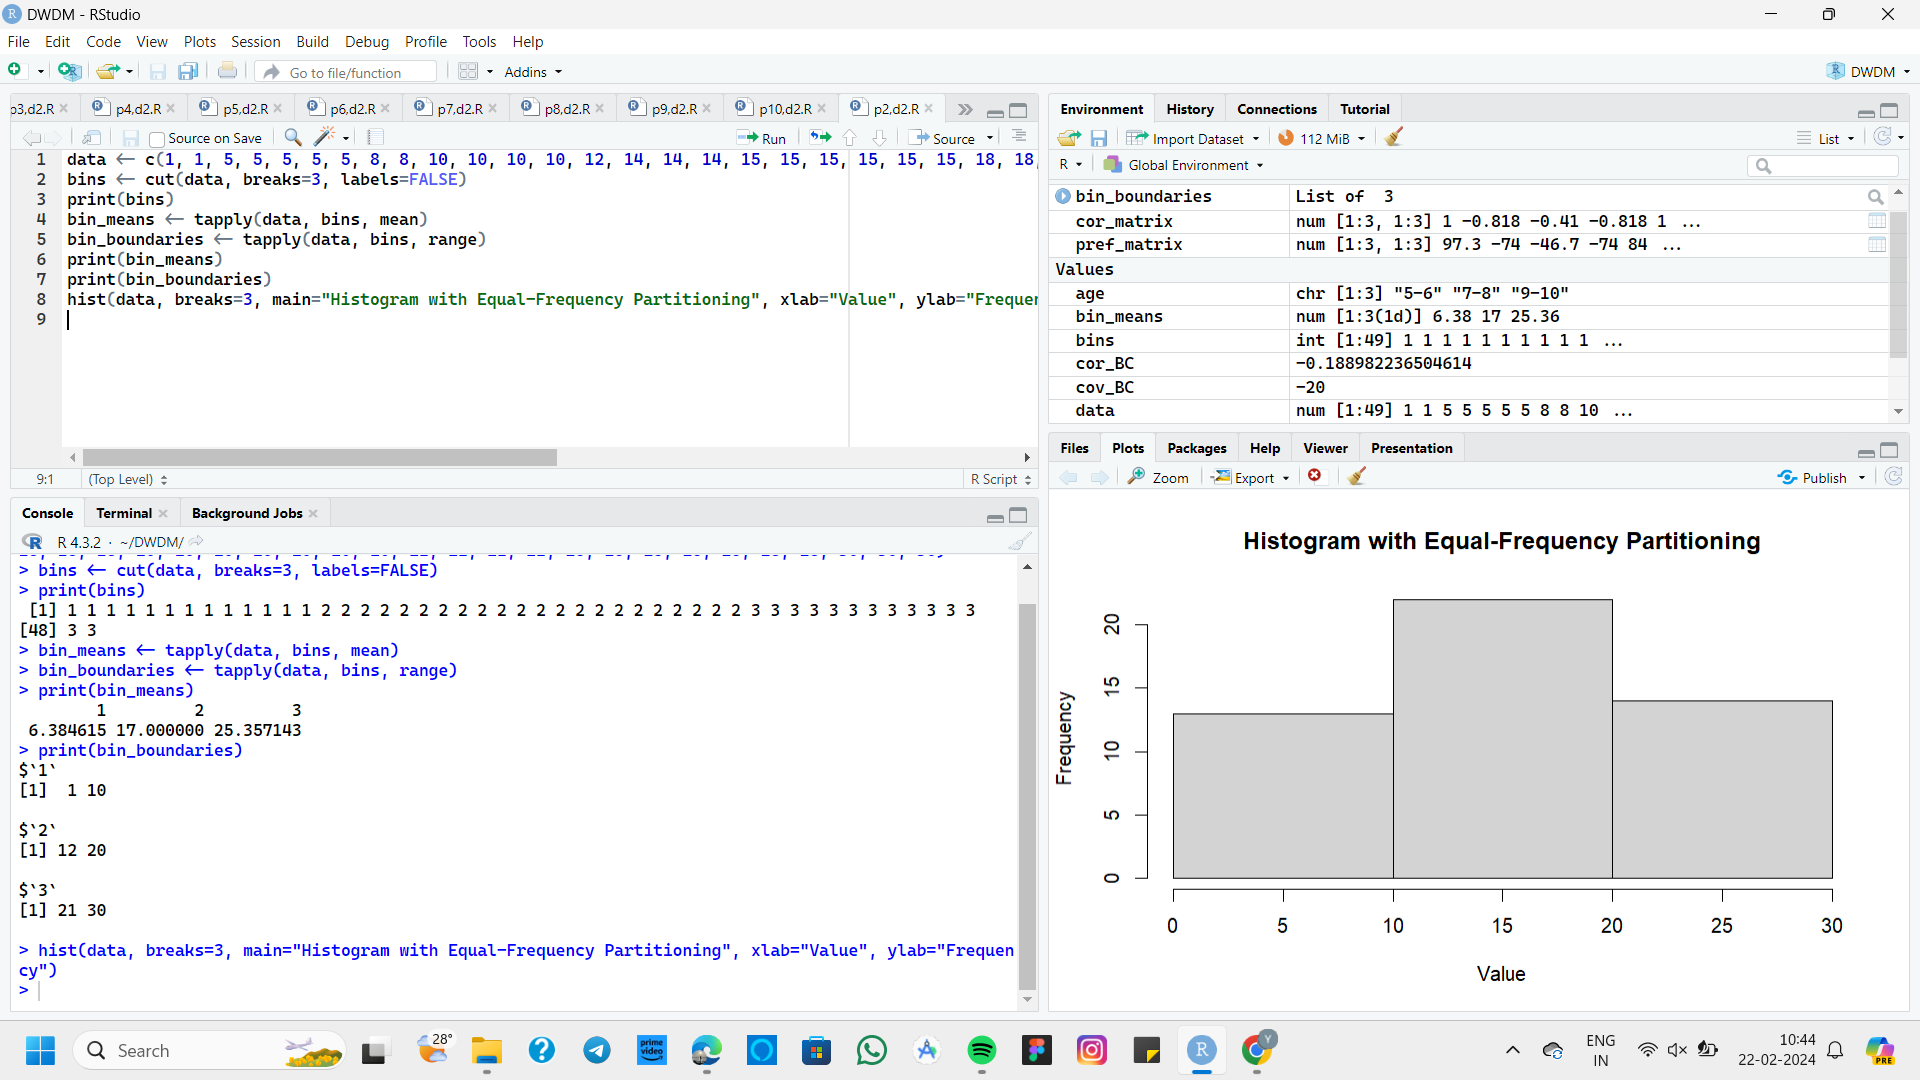 DWDM - RStudio
File Edit Code View Plots Session Build Debug Profile Tools Help
Go to file/function Addins DWDM
p3,d2.R p4,d2.R p5,d2.R p6,d2.R p7,d2.R p8,d2.R p9,d2.R p10,d2.R p2,d2.R
Source on Save Run Source
1 data <- c(1, 1, 5, 5, 5, 5, 5, 8, 8, 10, 10, 10, 10, 12, 14, 14, 14, 15, 15, 15, 15, 15, 15, 18, 18,
2 bins <- cut(data, breaks=3, labels=FALSE)
3 print(bins)
4 bin_means <- tapply(data, bins, mean)
5 bin_boundaries <- tapply(data, bins, range)
6 print(bin_means)
7 print(bin_boundaries)
8 hist(data, breaks=3, main="Histogram with Equal-Frequency Partitioning", xlab="Value", ylab="Frequen
9
9:1 (Top Level) R Script
Console Terminal Background Jobs
R 4.3.2 · ~/DWDM/
> bins <- cut(data, breaks=3, labels=FALSE)
> print(bins)
[1] 1 1 1 1 1 1 1 1 1 1 1 1 1 2 2 2 2 2 2 2 2 2 2 2 2 2 2 2 2 2 2 2 2 2 2 3 3 3 3 3 3 3 3 3 3 3 3
[48] 3 3
> bin_means <- tapply(data, bins, mean)
> bin_boundaries <- tapply(data, bins, range)
> print(bin_means)
1 2 3
6.384615 17.000000 25.357143
> print(bin_boundaries)
$`1`
[1] 1 10
$`2`
[1] 12 20
$`3`
[1] 21 30
> hist(data, breaks=3, main="Histogram with Equal-Frequency Partitioning", xlab="Value", ylab="Frequen
cy")
>
Environment History Connections Tutorial
Import Dataset 112 MiB List
R Global Environment
bin_boundaries List of 3
cor_matrix num [1:3, 1:3] 1 -0.818 -0.41 -0.818 1 ...
pref_matrix num [1:3, 1:3] 97.3 -74 -46.7 -74 84 ...
Values
age chr [1:3] "5-6" "7-8" "9-10"
bin_means num [1:3(1d)] 6.38 17 25.36
bins int [1:49] 1 1 1 1 1 1 1 1 1 1 ...
cor_BC -0.188982236504614
cov_BC -20
data num [1:49] 1 1 5 5 5 5 5 8 8 10 ...
Files Plots Packages Help Viewer Presentation
Zoom Export Publish
Histogram with Equal-Frequency Partitioning
Frequency
20
15
10
5
0
0 5 10 15 20 25 30
Value
Search 28° prime video ENG IN 10:44 22-02-2024 PRE